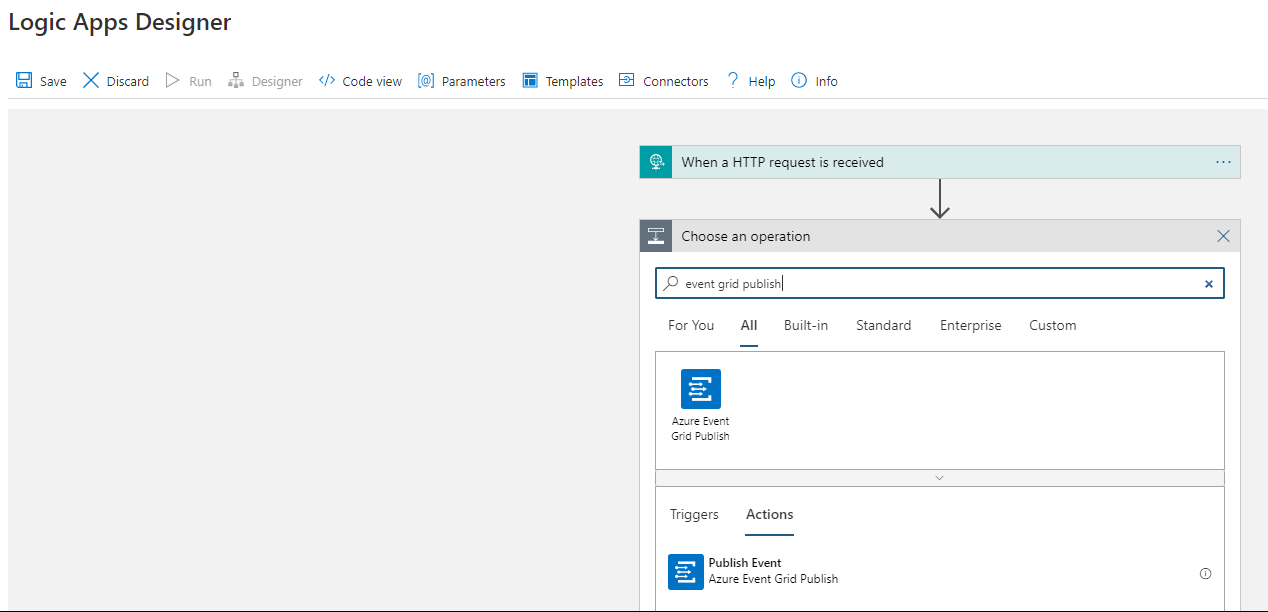 Logic Apps Designer
Save Discard Run Designer Code view Parameters Templates Connectors Help Info
When a HTTP request is received
Choose an operation
event grid publish
For You All Built-in Standard Enterprise Custom
Azure Event
Grid Publish
Triggers Actions
Publish Event
Azure Event Grid Publish